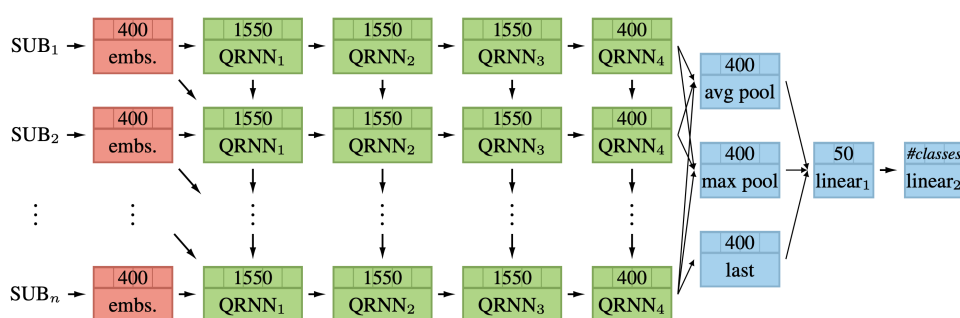 400 1550 1550 1550 400
SUB₁ embs. QRNN₁ QRNN₂ QRNN₃ QRNN₄
400
avg pool
400 1550 1550 1550 400
SUB₂ embs. QRNN₁ QRNN₂ QRNN₃ QRNN₄
400 50 #classes
max pool linear₁ linear₂
400
last
400 1550 1550 1550 400
SUBₙ embs. QRNN₁ QRNN₂ QRNN₃ QRNN₄